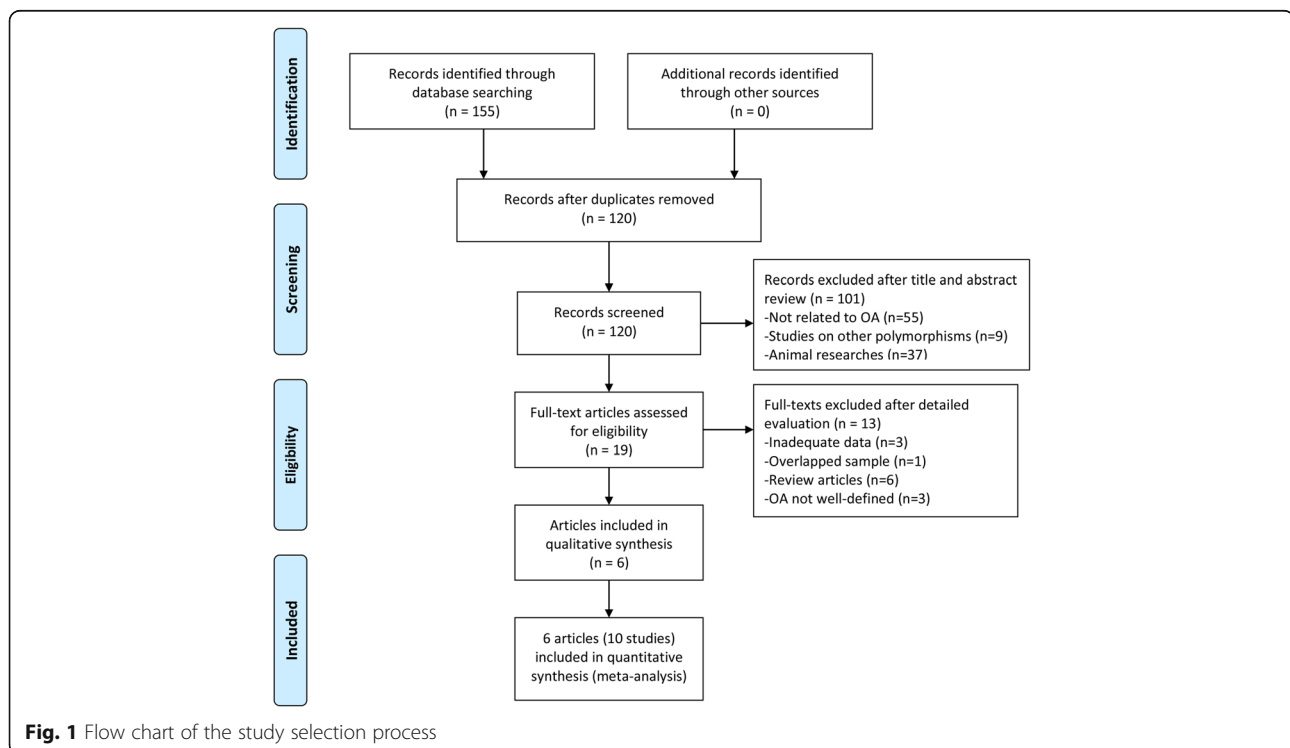 Identification
Records identified through
database searching
(n = 155)
Additional records identified
through other sources
(n = 0)
Records after duplicates removed
(n = 120)
Screening
Records screened
(n = 120)
Records excluded after title and abstract
review (n = 101)
-Not related to OA (n=55)
-Studies on other polymorphisms (n=9)
-Animal researches (n=37)
Eligibility
Full-text articles assessed
for eligibility
(n = 19)
Full-texts excluded after detailed
evaluation (n = 13)
-Inadequate data (n=3)
-Overlapped sample (n=1)
-Review articles (n=6)
-OA not well-defined (n=3)
Articles included in
qualitative synthesis
(n = 6)
Included
6 articles (10 studies)
included in quantitative
synthesis (meta-analysis)
Fig. 1 Flow chart of the study selection process